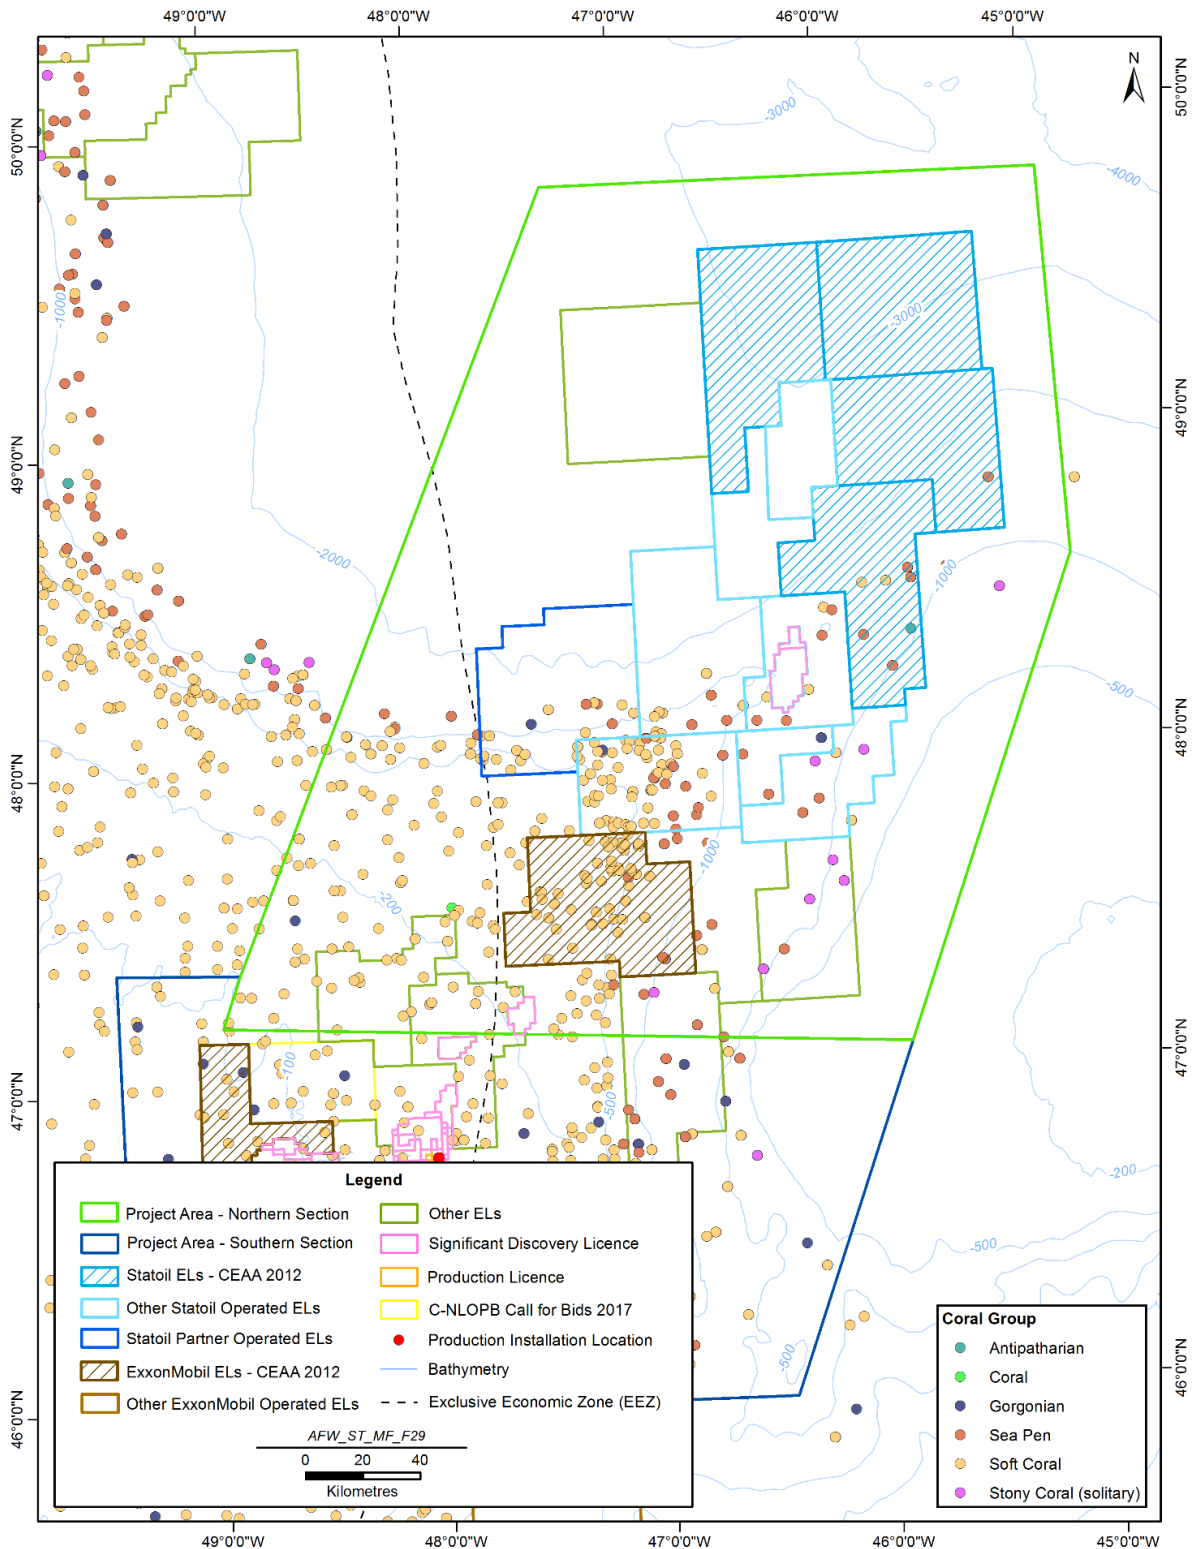 49°0'0"W
48°0'0"W
47°0'0"W
46°0'0"W
45°0'0"W
N
50°0'0"N
50°0'0"N
49°0'0"N
49°0'0"N
48°0'0"N
48°0'0"N
47°0'0"N
47°0'0"N
46°0'0"N
46°0'0"N
-3000
-4000
-1000
-3000
-2000
-1000
-500
-1000
-200
-100
-500
-200
-500
-500
Legend
Project Area - Northern Section
Project Area - Southern Section
Statoil ELs - CEAA 2012
Other Statoil Operated ELs
Statoil Partner Operated ELs
ExxonMobil ELs - CEAA 2012
Other ExxonMobil Operated ELs
Other ELs
Significant Discovery Licence
Production Licence
C-NLOPB Call for Bids 2017
Production Installation Location
Bathymetry
Exclusive Economic Zone (EEZ)
AFW_ST_MF_F29
0 20 40
Kilometres
Coral Group
Antipatharian
Coral
Gorgonian
Sea Pen
Soft Coral
Stony Coral (solitary)
49°0'0"W
48°0'0"W
47°0'0"W
46°0'0"W
45°0'0"W